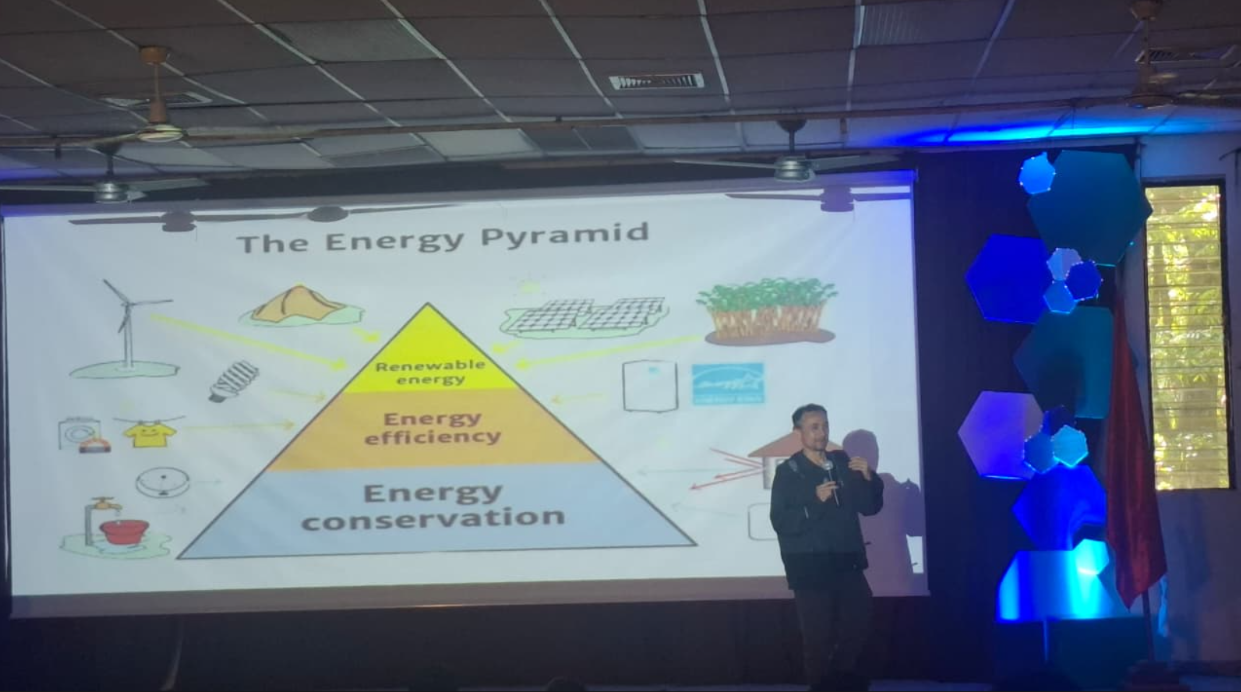 The Energy Pyramid
Renewable
energy
Energy
efficiency
Energy
conservation